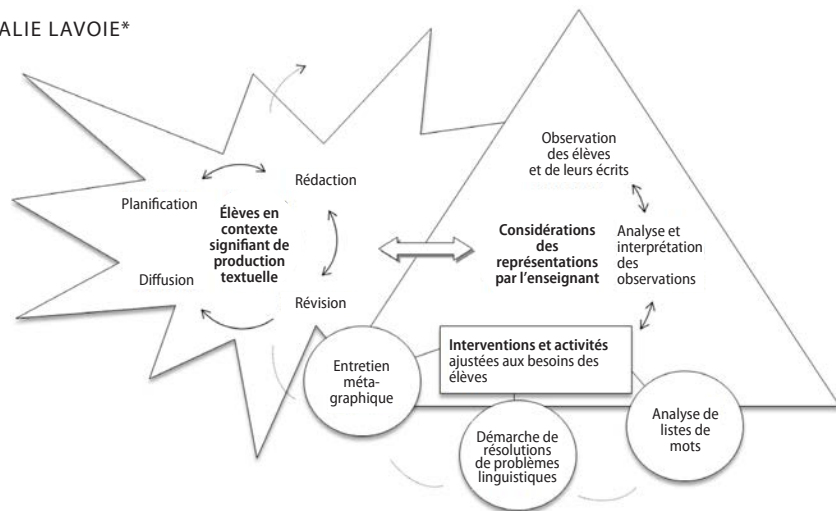 ALIE LAVOIE*
Observation
des élèves
et de leurs écrits
Rédaction
Planification
Élèves en
contexte
signifiant de
production
textuelle
Diffusion
Révision
Considérations
des
représentations
par l'enseignant
Analyse et
interprétation
des
observations
Interventions et activités
ajustées aux besoins des
élèves
Entretien
méta-
graphique
Démarche de
résolutions
de problèmes
linguistiques
Analyse de
listes de
mots